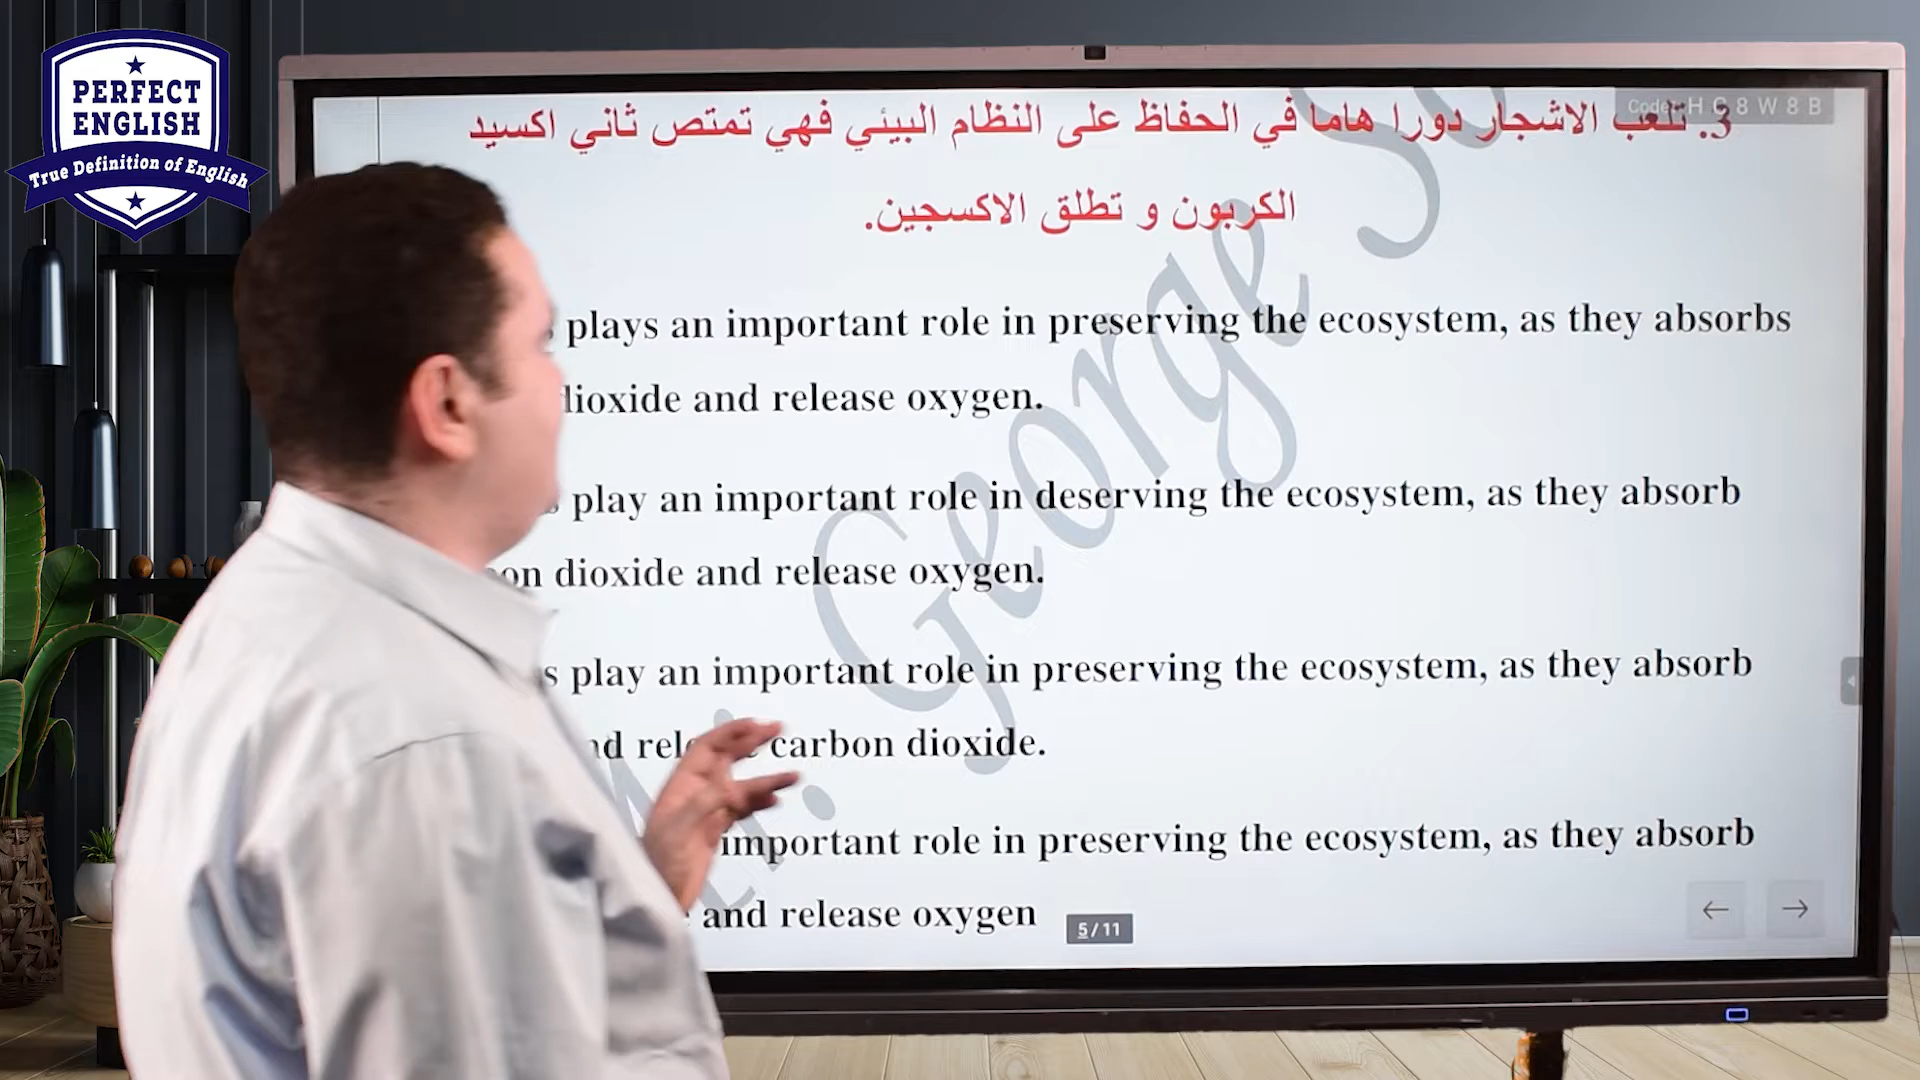 PERFECT
ENGLISH
True Definition of English
Code: H C 8 W 8 B
3. تلعب الاشجار دورا هاما في الحفاظ على النظام البيئي فهي تمتص ثاني اكسيد
الكربون و تطلق الاكسجين.
plays an important role in preserving the ecosystem, as they absorbs
dioxide and release oxygen.
play an important role in deserving the ecosystem, as they absorb
dioxide and release oxygen.
play an important role in preserving the ecosystem, as they absorb
carbon dioxide.
important role in preserving the ecosystem, as they absorb
and release oxygen
5/11
Mr. George